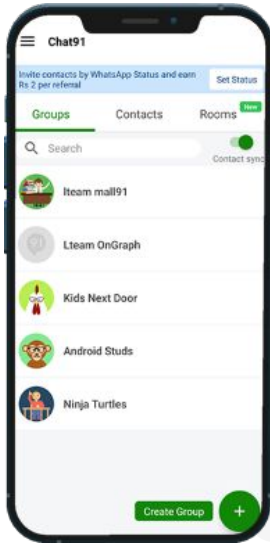 Chat91
Invite contacts by WhatsApp Status and earn
Rs 2 per referral
Set Status
Groups
Contacts
Rooms
New
Search
Contact sync
Iteam mall91
Lteam OnGraph
Kids Next Door
Android Studs
Ninja Turtles
Create Group
+